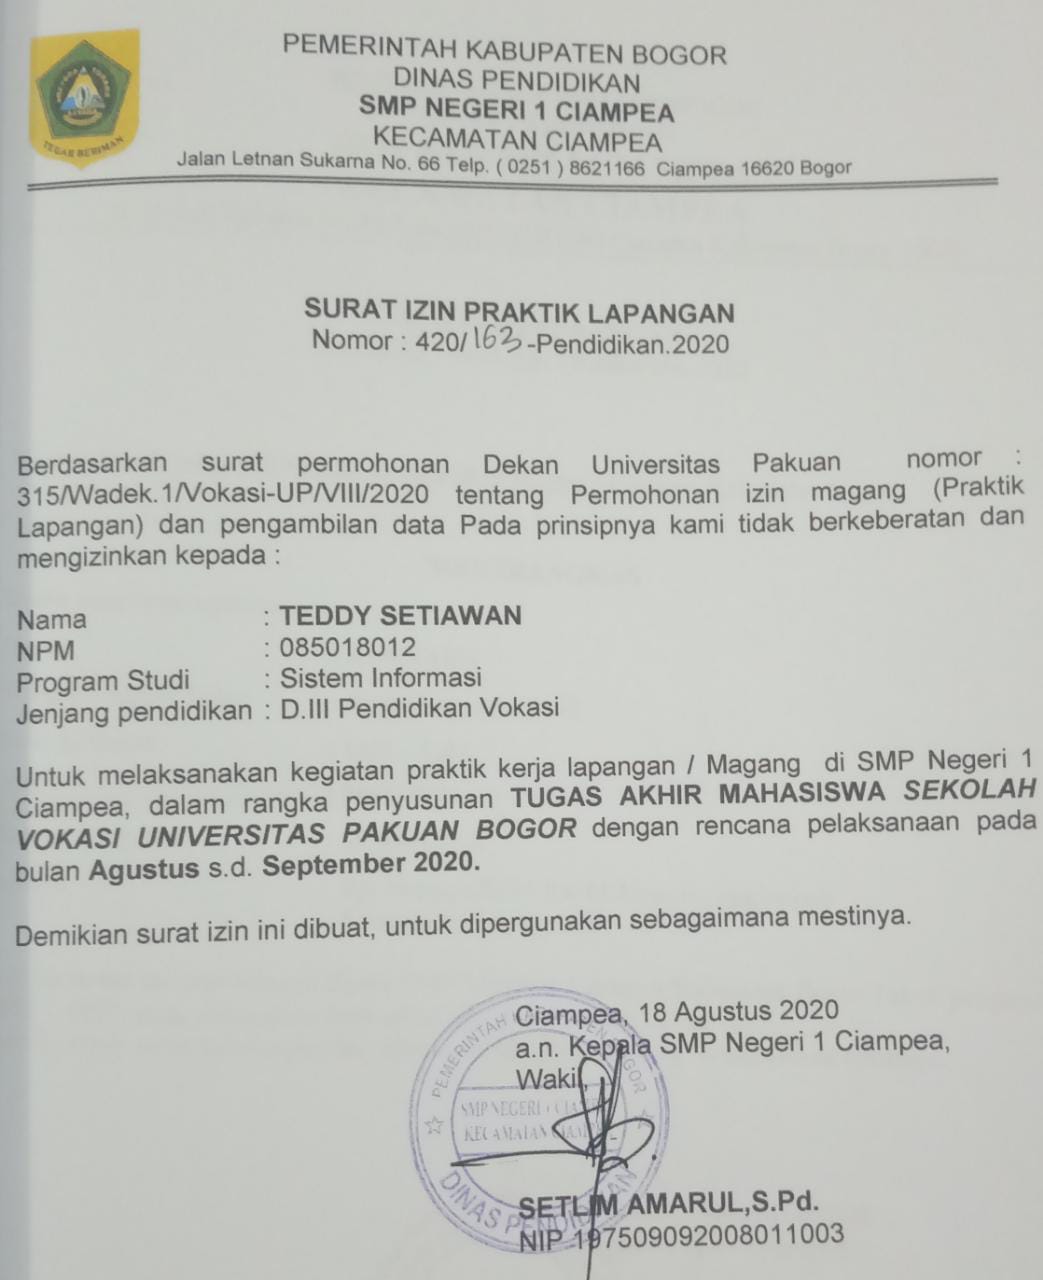 PEMERINTAH KABUPATEN BOGOR
DINAS PENDIDIKAN
SMP NEGERI 1 CIAMPEA
KECAMATAN CIAMPEA
Jalan Letnan Sukarna No. 66 Telp. ( 0251 ) 8621166 Ciampea 16620 Bogor
TEGAR BERIMAN
SURAT IZIN PRAKTIK LAPANGAN
Nomor : 420/163-Pendidikan.2020
Berdasarkan surat permohonan Dekan Universitas Pakuan nomor :
315/Wadek.1/Vokasi-UP/VIII/2020 tentang Permohonan izin magang (Praktik
Lapangan) dan pengambilan data Pada prinsipnya kami tidak berkeberatan dan
mengizinkan kepada :
Nama : TEDDY SETIAWAN
NPM : 085018012
Program Studi : Sistem Informasi
Jenjang pendidikan : D.III Pendidikan Vokasi
Untuk melaksanakan kegiatan praktik kerja lapangan / Magang di SMP Negeri 1
Ciampea, dalam rangka penyusunan TUGAS AKHIR MAHASISWA SEKOLAH
VOKASI UNIVERSITAS PAKUAN BOGOR dengan rencana pelaksanaan pada
bulan Agustus s.d. September 2020.
Demikian surat izin ini dibuat, untuk dipergunakan sebagaimana mestinya.
Ciampea, 18 Agustus 2020
a.n. Kepala SMP Negeri 1 Ciampea,
Wakil,
PEMERINTAH KABUPATEN BOGOR
SMP NEGERI 1 CIAMPEA
KECAMATAN CIAMPEA
DINAS PENDIDIKAN
SETLIM AMARUL,S.Pd.
NIP 197509092008011003